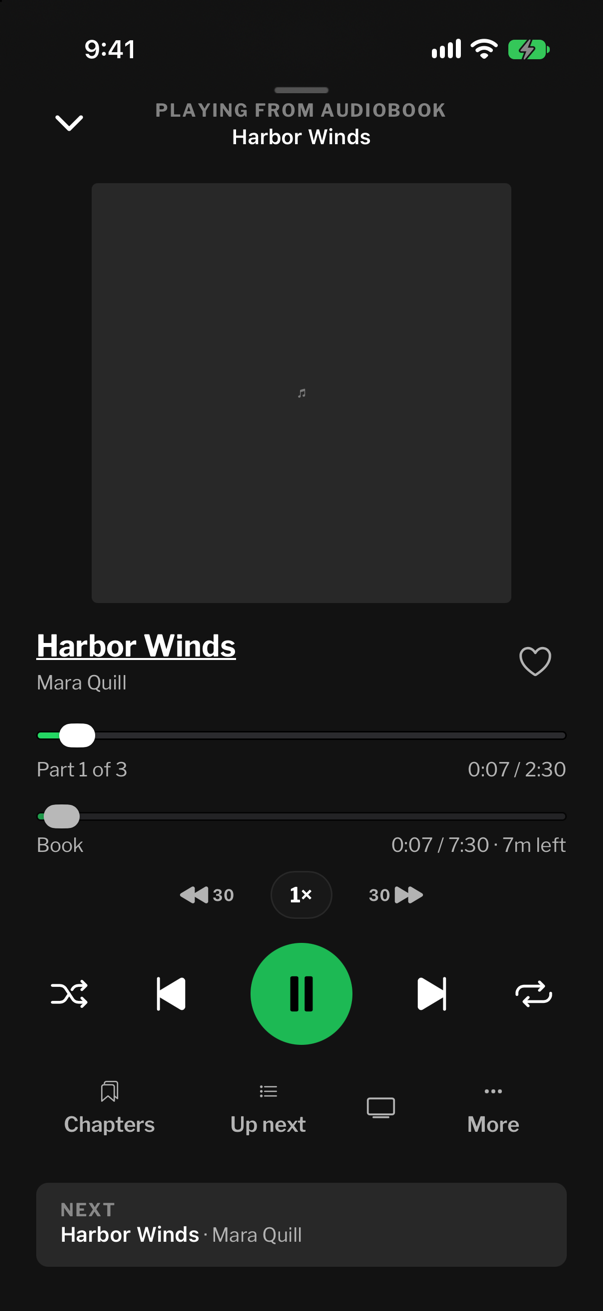 9:41
PLAYING FROM AUDIOBOOK
Harbor Winds
Harbor Winds
Mara Quill
Part 1 of 3 0:07 / 2:30
Book 0:07 / 7:30 · 7m left
30 1× 30
Chapters Up next More
NEXT
Harbor Winds · Mara Quill